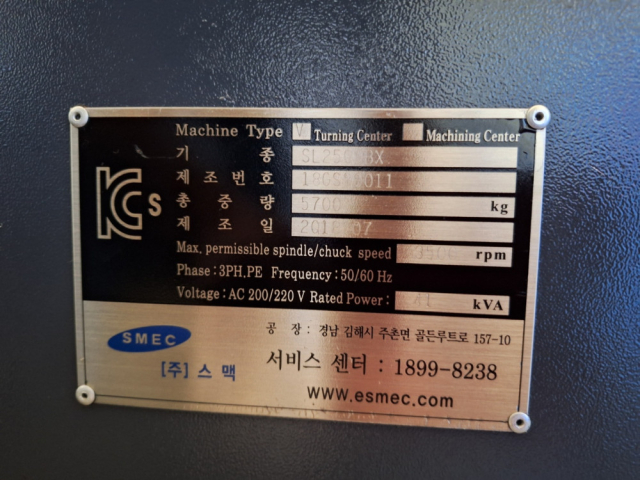 Machine Type V Turning Center Machining Center
기 종
제 조 번 호
총 중 량 5700 kg
제 조 일
Max. permissible spindle/chuck speed rpm
Phase : 3PH,PE Frequency : 50/60 Hz
Voltage : AC 200/220 V Rated Power : 41 kVA
KCs
SMEC
[주] 스 맥
공 장 : 경남 김해시 주촌면 골든루트로 157-10
서비스 센터 : 1899-8238
www.esmec.com